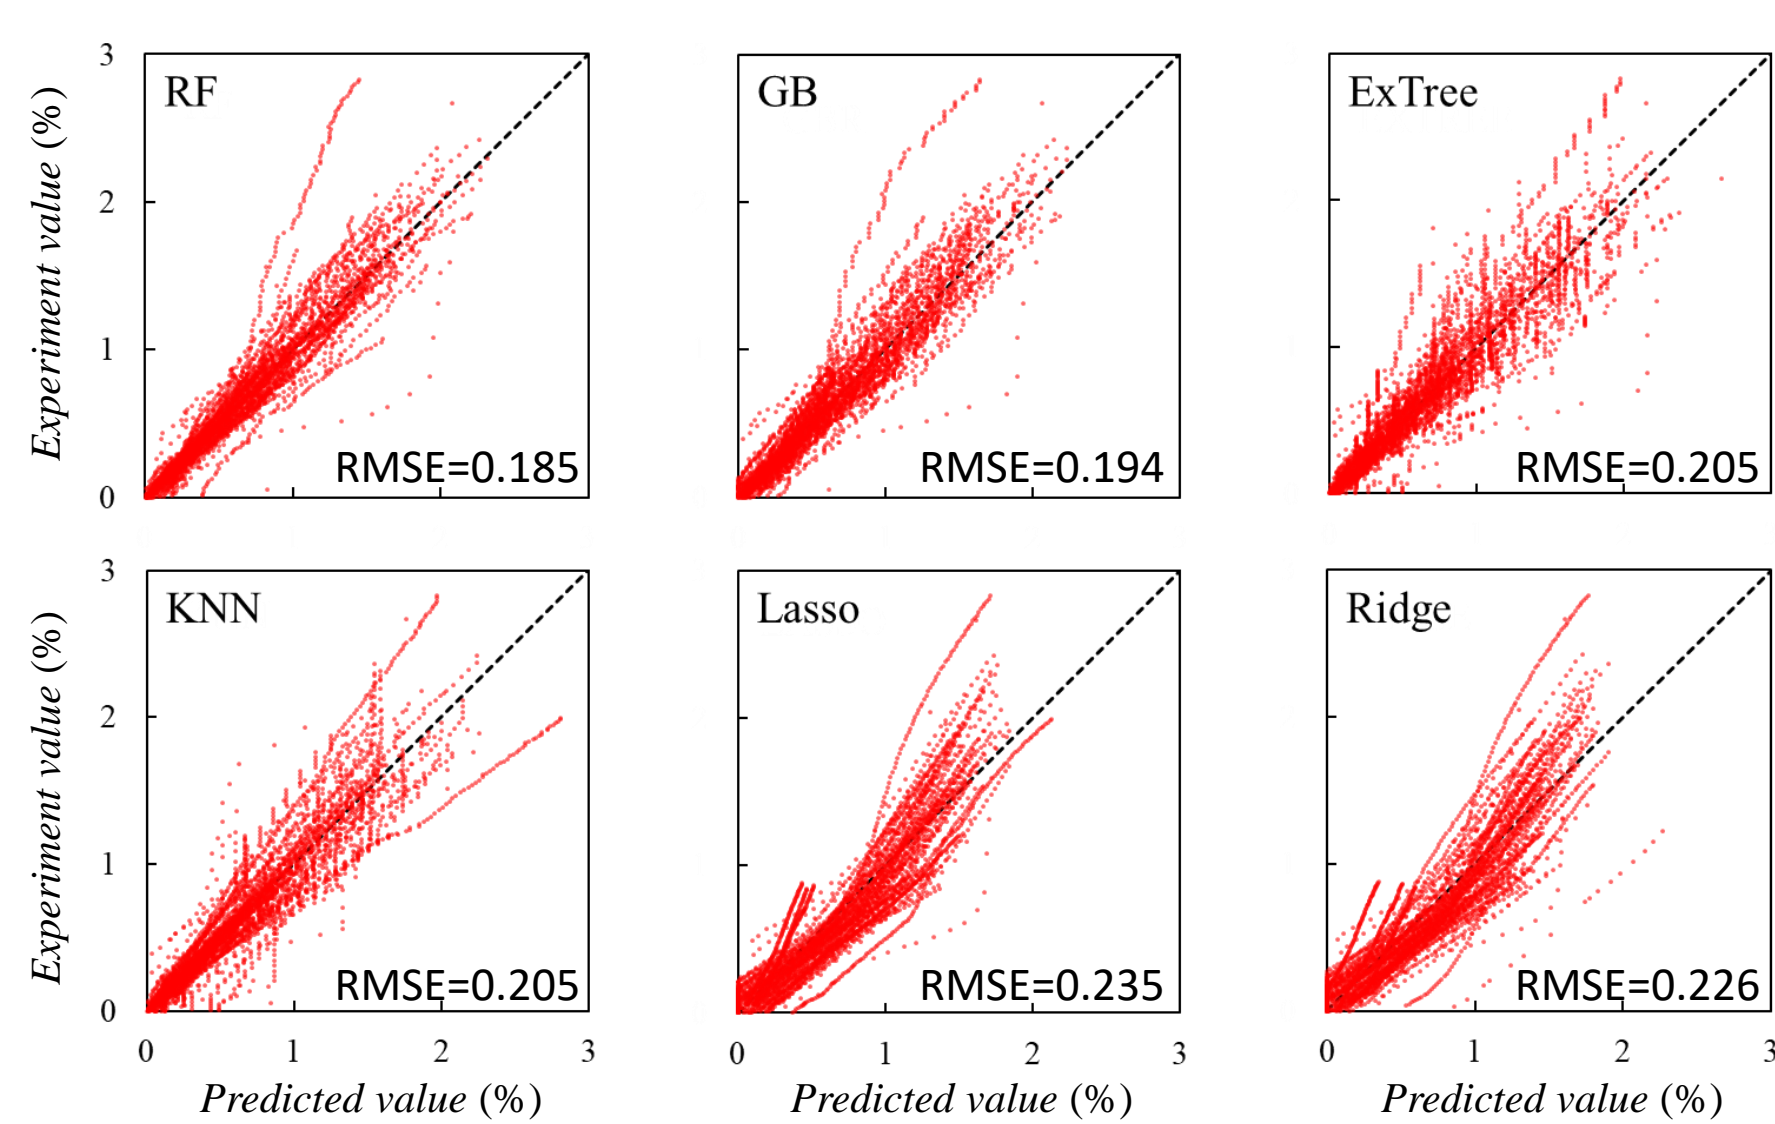 RF
GB
ExTree
3
2
1
0
Experiment value (%)
RMSE=0.185
RMSE=0.194
RMSE=0.205
KNN
Lasso
Ridge
3
2
1
0
Experiment value (%)
RMSE=0.205
RMSE=0.235
RMSE=0.226
0 1 2 3
0 1 2 3
0 1 2 3
Predicted value (%)
Predicted value (%)
Predicted value (%)